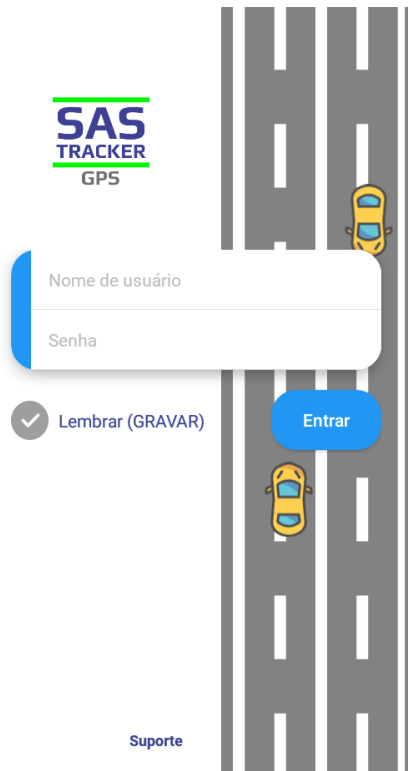 SAS
TRACKER
GPS
Nome de usuário
Senha
Lembrar (GRAVAR)
Entrar
Suporte